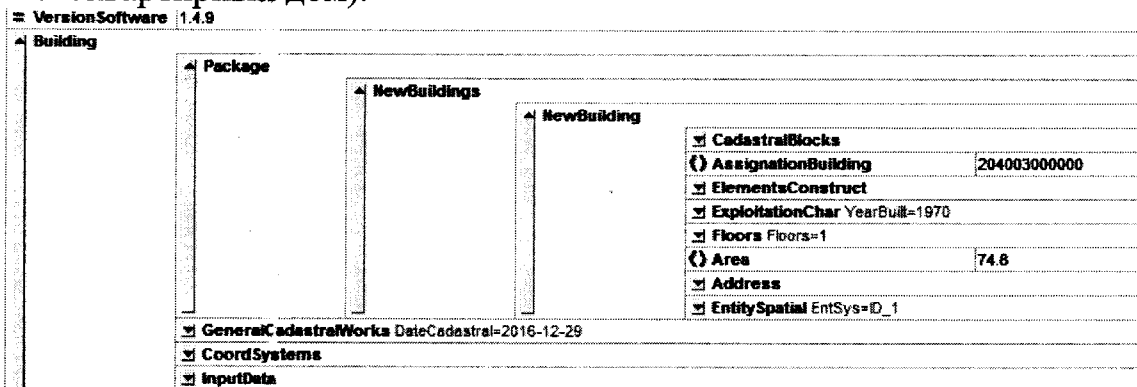 дом).
VersionSoftware 1.4.9
Building
Package
NewBuildings
NewBuilding
CadastralBlocks
AssignationBuilding 204003000000
ElementsConstruct
ExploitationChar YearBuilt=1970
Floors Floors=1
Area 74.8
Address
EntitySpatial EntSys=ID_1
GeneralCadastralWorks DateCadastral=2016-12-29
CoordSystems
InputData